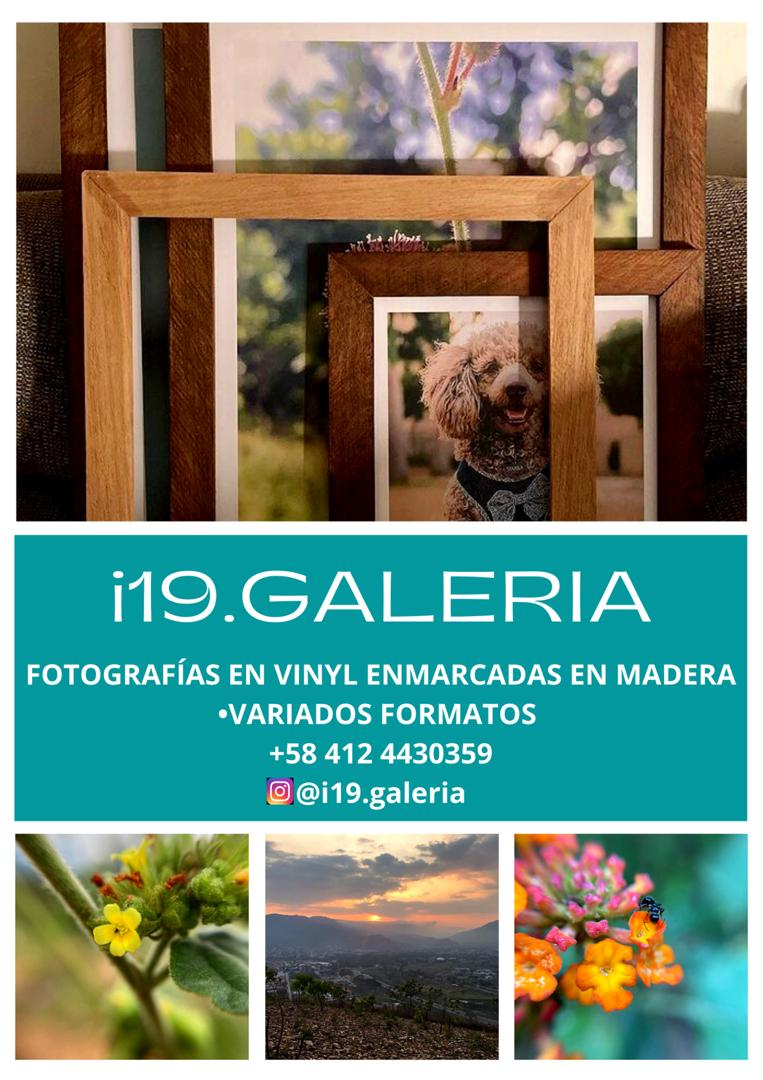 i19.GALERIA
FOTOGRAFÍAS EN VINYL ENMARCADAS EN MADERA
•VARIADOS FORMATOS
+58 412 4430359
@i19.galeria